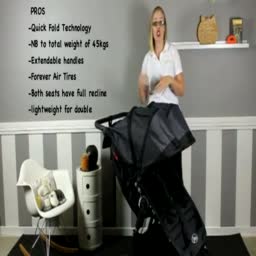 PROS
-Quick Fold Technology
-NB to total weight of 45kgs
-Extendable handles
-Forever Air Tires
-Both seats have full recline
-lightweight for double